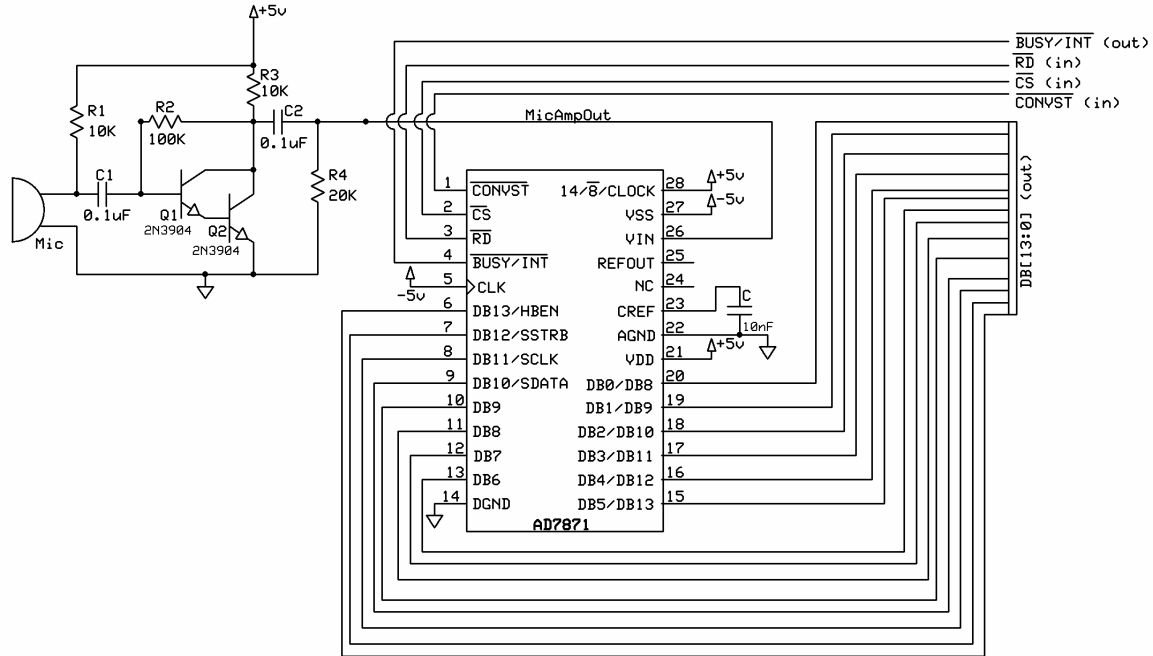 +5v
BUSY/INT (out)
RD (in)
CS (in)
CONVST (in)
R3
10K
R1
10K
R2
100K
C2
0.1uF
MicAmpOut
R4
20K
C1
0.1uF
Mic
Q1
2N3904
Q2
2N3904
-5v
1 CONVST
2 CS
3 RD
4 BUSY/INT
5 CLK
6 DB13/HBEN
7 DB12/SSTRB
8 DB11/SCLK
9 DB10/SDATA
10 DB9
11 DB8
12 DB7
13 DB6
14 DGND
14/8/CLOCK 28
VSS 27
VIN 26
REFOUT 25
NC 24
CREF 23
AGND 22
VDD 21
DB0/DB8 20
DB1/DB9 19
DB2/DB10 18
DB3/DB11 17
DB4/DB12 16
DB5/DB13 15
AD7871
+5v
-5v
C
10nF
+5v
DB[13:0] (out)